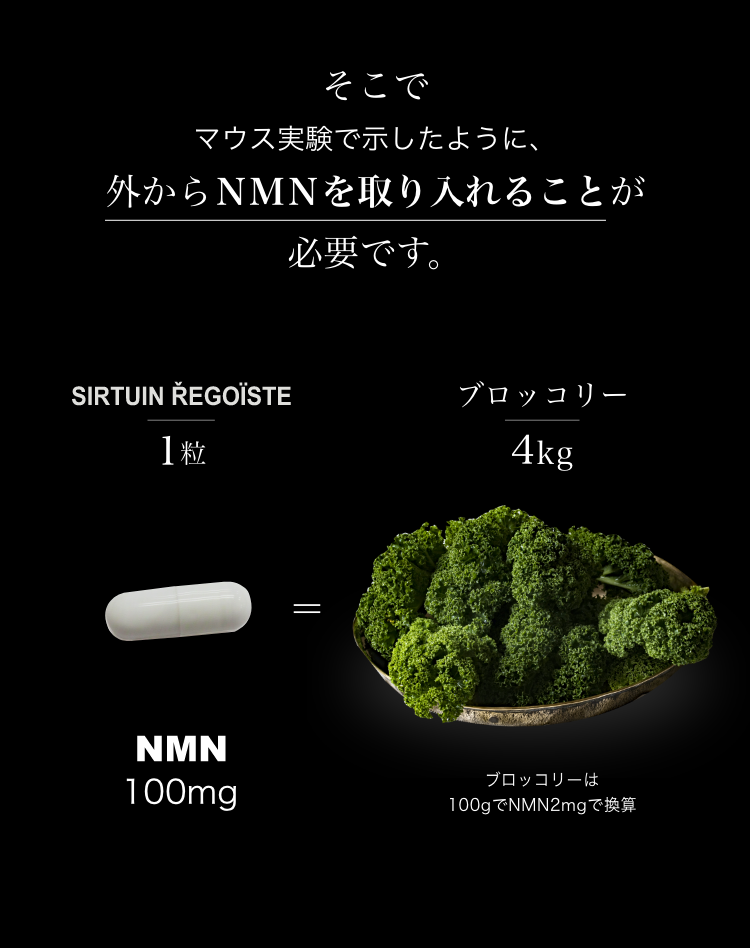 そこで
マウス実験で示したように、
外からNMNを取り入れることが
必要です。
SIRTUIN ŘEGOÏSTE
1粒
ブロッコリー
4kg
＝
NMN
100mg
ブロッコリーは
100gでNMN2mgで換算